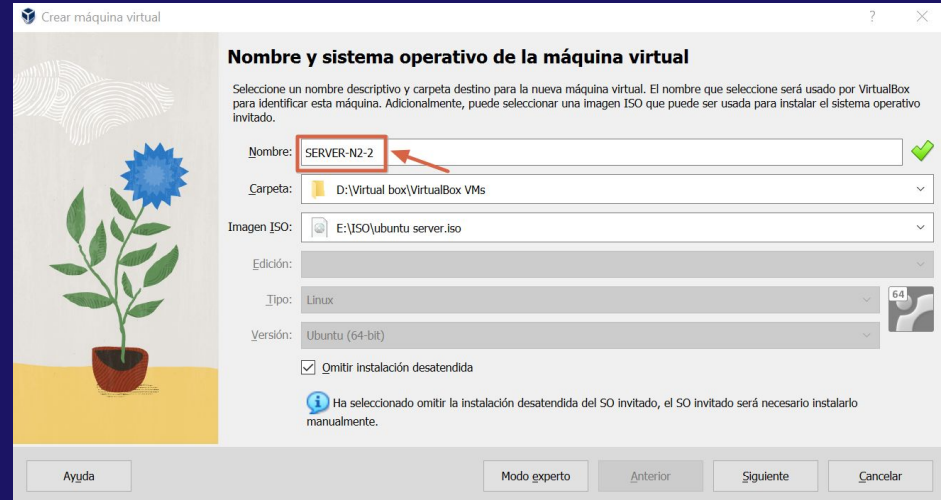 Crear máquina virtual
?
Nombre y sistema operativo de la máquina virtual
Seleccione un nombre descriptivo y carpeta destino para la nueva máquina virtual. El nombre que seleccione será usado por VirtualBox
para identificar esta máquina. Adicionalmente, puede seleccionar una imagen ISO que puede ser usada para instalar el sistema operativo
invitado.
Nombre: SERVER-N2-2
Carpeta: D:\Virtual box\VirtualBox VMs
Imagen ISO: E:\ISO\ubuntu server.iso
Edición:
Tipo: Linux
64
Versión: Ubuntu (64-bit)
Omitir instalación desatendida
Ha seleccionado omitir la instalación desatendida del SO invitado, el SO invitado será necesario instalarlo
manualmente.
Ayuda Modo experto Anterior Siguiente Cancelar